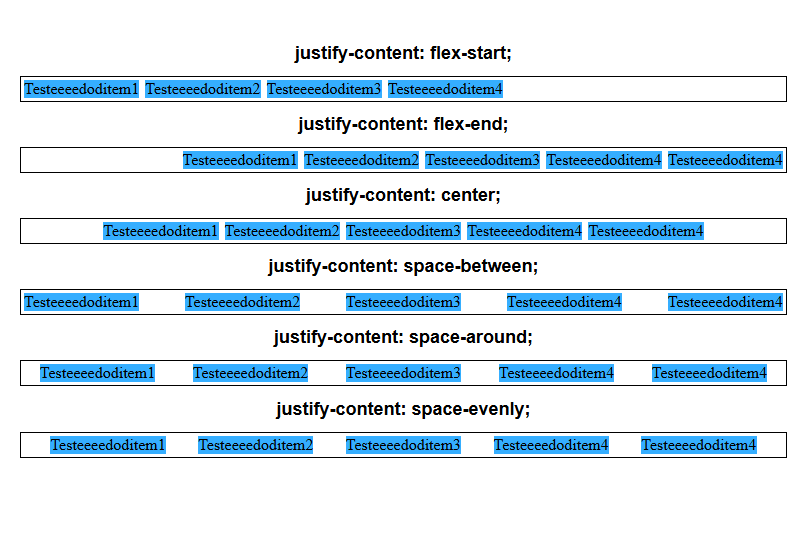 justify-content: flex-start;
Testeeeedoditem1 Testeeeedoditem2 Testeeeedoditem3 Testeeeedoditem4
justify-content: flex-end;
Testeeeedoditem1 Testeeeedoditem2 Testeeeedoditem3 Testeeeedoditem4 Testeeeedoditem4
justify-content: center;
Testeeeedoditem1 Testeeeedoditem2 Testeeeedoditem3 Testeeeedoditem4 Testeeeedoditem4
justify-content: space-between;
Testeeeedoditem1 Testeeeedoditem2 Testeeeedoditem3 Testeeeedoditem4 Testeeeedoditem4
justify-content: space-around;
Testeeeedoditem1 Testeeeedoditem2 Testeeeedoditem3 Testeeeedoditem4 Testeeeedoditem4
justify-content: space-evenly;
Testeeeedoditem1 Testeeeedoditem2 Testeeeedoditem3 Testeeeedoditem4 Testeeeedoditem4